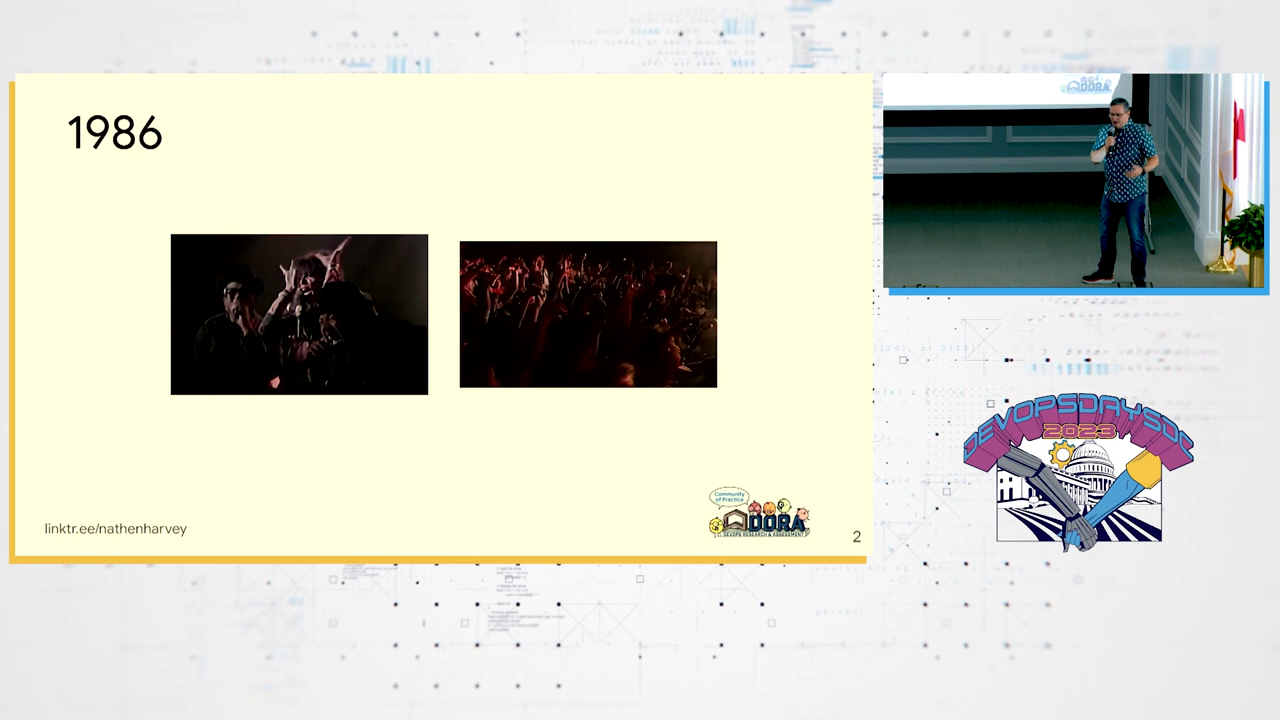 1986
linktr.ee/nathenharvey
Community
of Practice
DORA
DEVOPS RESEARCH & ASSESSMENT
2
DORA
DEVOPSDAYSDC
2023